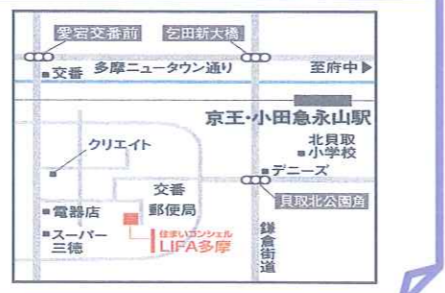 愛宕交番前
乞田新大橋
交番
多摩ニュータウン通り
至府中▶
京王・小田急永山駅
北貝取
小学校
クリエイト
デニーズ
交番
貝取北公園角
電器店
郵便局
スーパー
三徳
住まいコンシェル
LIFA多摩
鎌倉街道